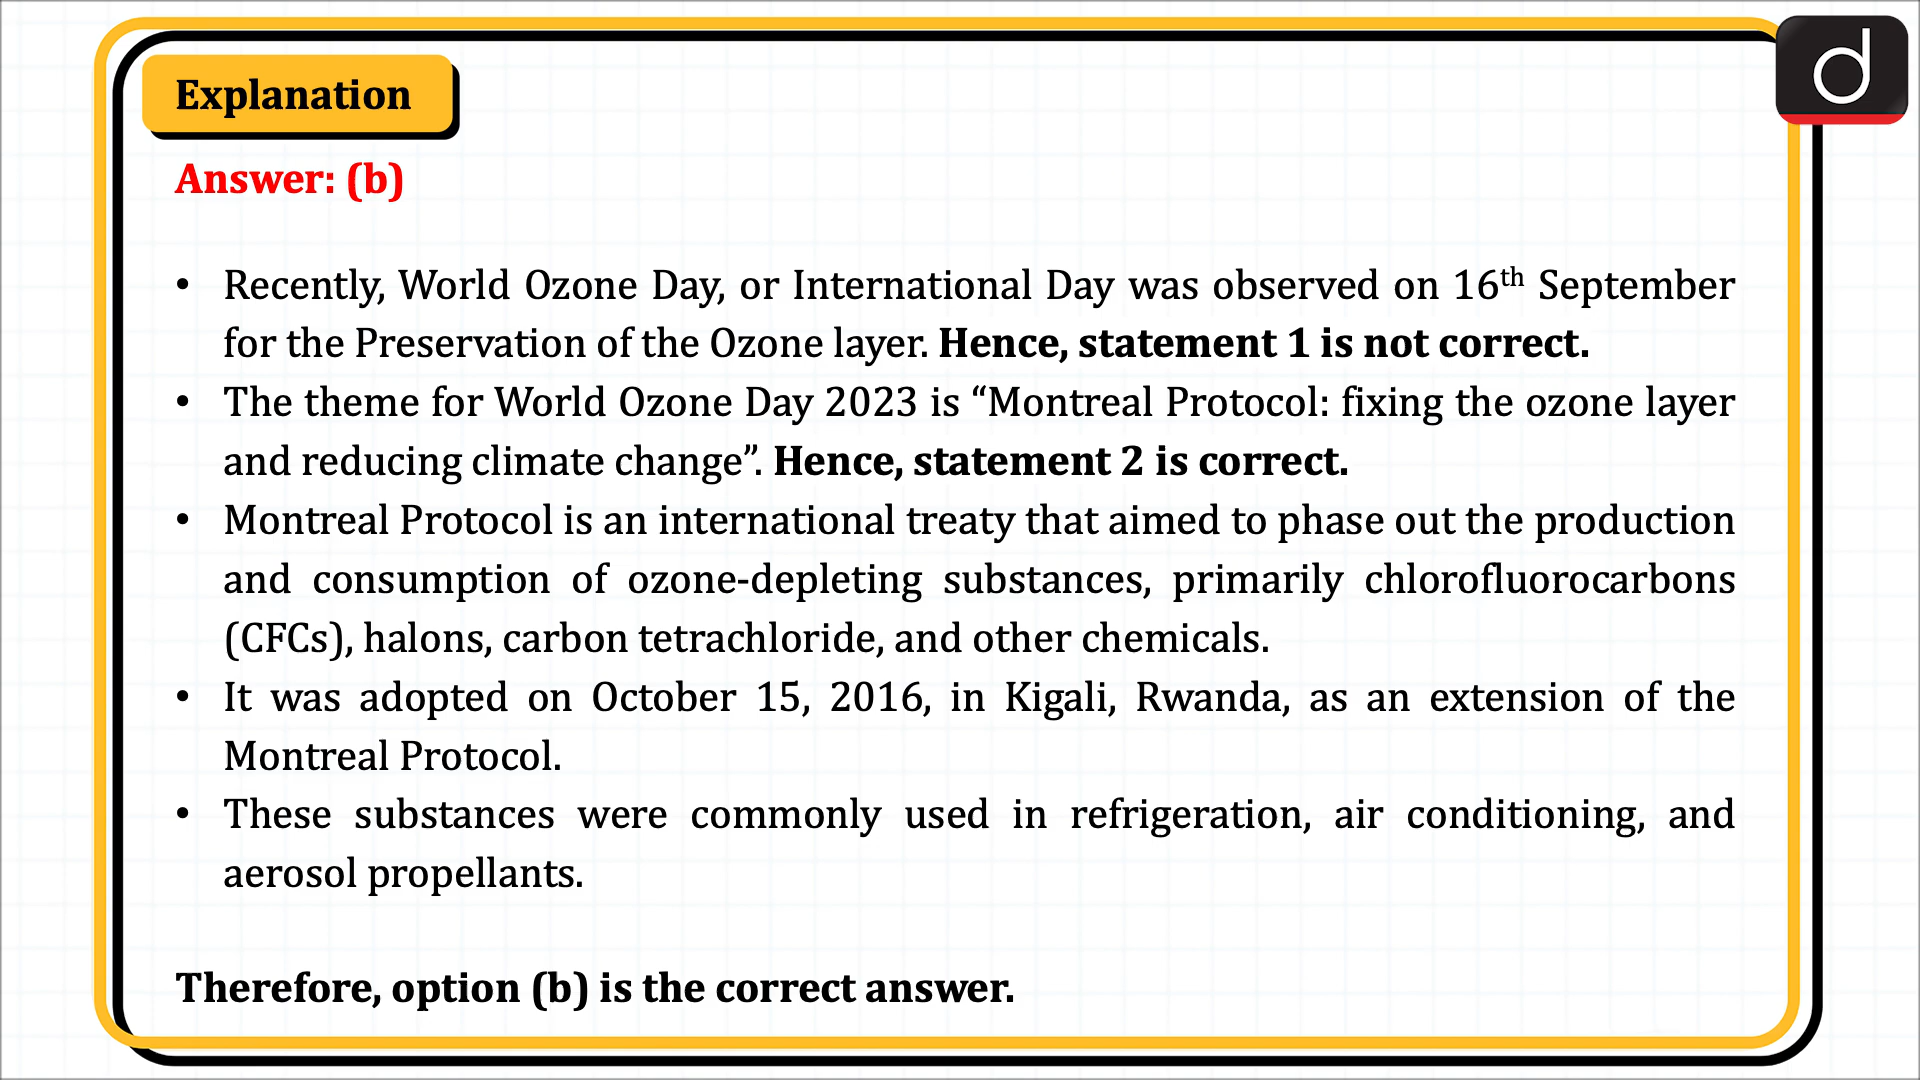 Explanation
Answer: (b)
• Recently, World Ozone Day, or International Day was observed on 16th September
for the Preservation of the Ozone layer. Hence, statement 1 is not correct.
• The theme for World Ozone Day 2023 is “Montreal Protocol: fixing the ozone layer
and reducing climate change”. Hence, statement 2 is correct.
• Montreal Protocol is an international treaty that aimed to phase out the production
and consumption of ozone-depleting substances, primarily chlorofluorocarbons
(CFCs), halons, carbon tetrachloride, and other chemicals.
• It was adopted on October 15, 2016, in Kigali, Rwanda, as an extension of the
Montreal Protocol.
• These substances were commonly used in refrigeration, air conditioning, and
aerosol propellants.
Therefore, option (b) is the correct answer.
d